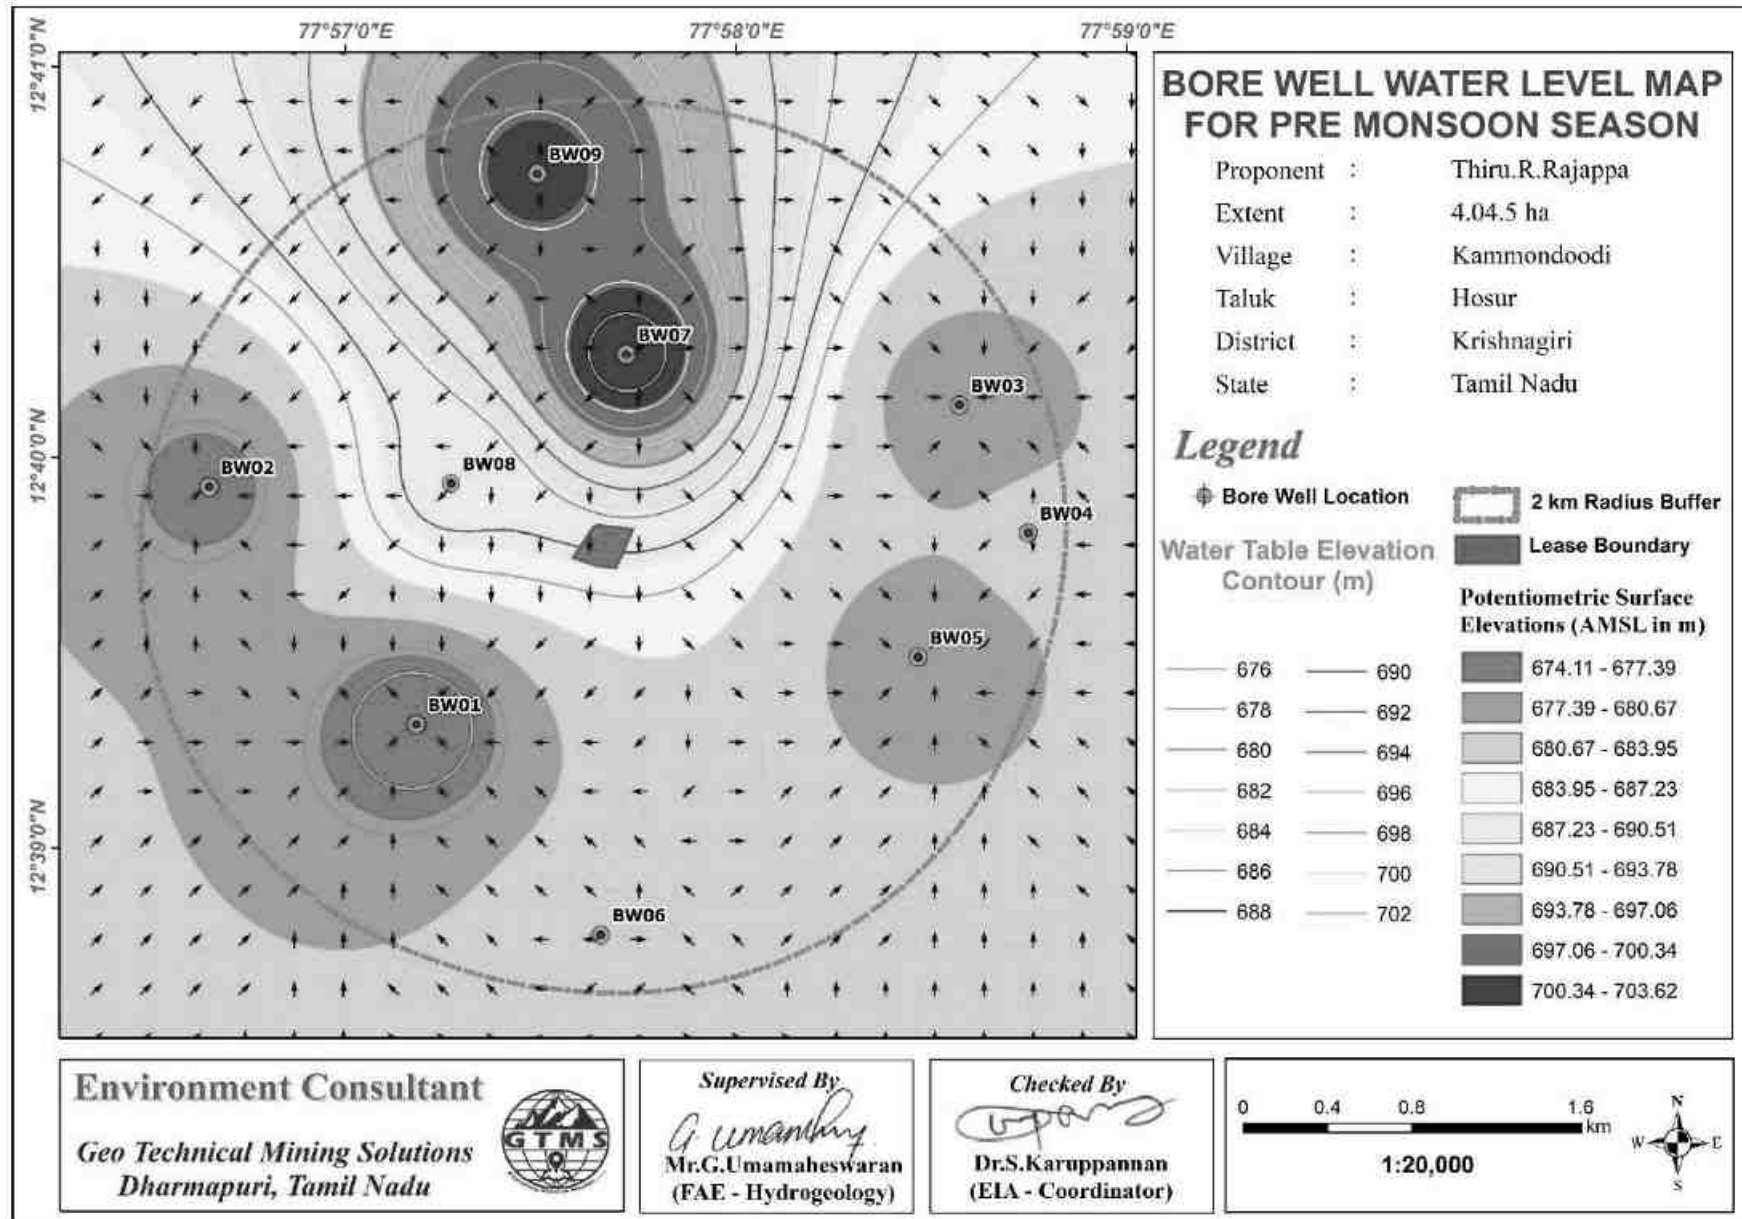 77°57'0"E 77°58'0"E 77°59'0"E
12°41'0"N
12°40'0"N
12°39'0"N
BW09
BW07
BW03
BW02
BW08
BW04
BW05
BW01
BW06
BORE WELL WATER LEVEL MAP
FOR PRE MONSOON SEASON
Proponent : Thiru.R.Rajappa
Extent : 4.04.5 ha
Village : Kammondoodi
Taluk : Hosur
District : Krishnagiri
State : Tamil Nadu
Legend
Bore Well Location
2 km Radius Buffer
Lease Boundary
Water Table Elevation
Contour (m)
676 690
678 692
680 694
682 696
684 698
686 700
688 702
Potentiometric Surface
Elevations (AMSL in m)
674.11 - 677.39
677.39 - 680.67
680.67 - 683.95
683.95 - 687.23
687.23 - 690.51
690.51 - 693.78
693.78 - 697.06
697.06 - 700.34
700.34 - 703.62
Environment Consultant
Geo Technical Mining Solutions
Dharmapuri, Tamil Nadu
GTMS
Supervised By
G. Umamhy
Mr.G.Umamaheswaran
(FAE - Hydrogeology)
Checked By
Dr.S.Karuppannan
(EIA - Coordinator)
0 0.4 0.8 1.6
km
1:20,000
N
W E
S